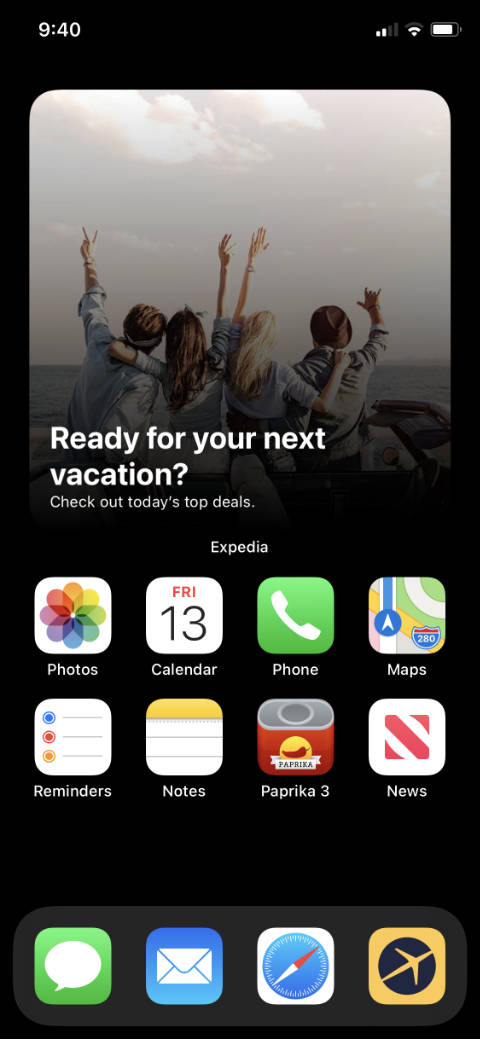 9:40
Ready for your next
vacation?
Check out today's top deals.
Expedia
FRI
13
280
Photos
Calendar
Phone
Maps
PAPRIKA
Reminders
Notes
Paprika 3
News